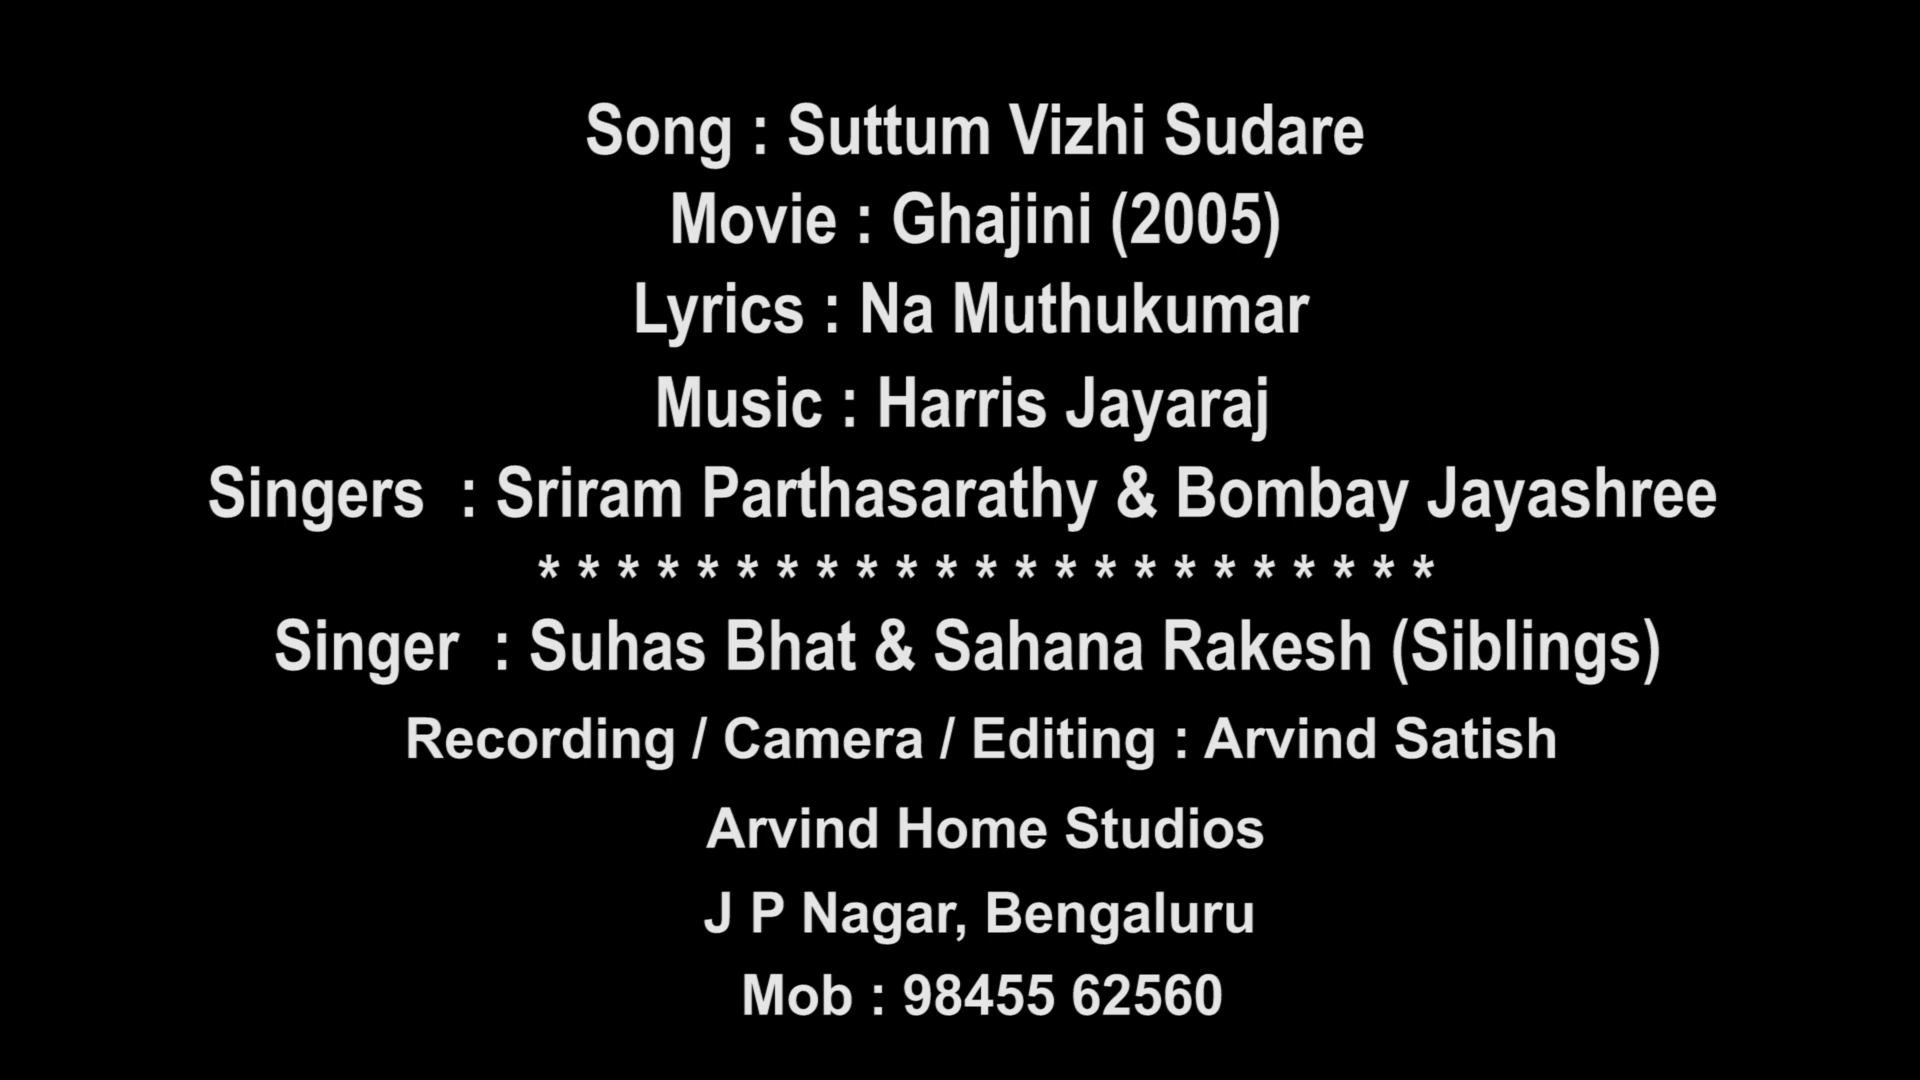 Song : Suttum Vizhi Sudare
Movie : Ghajini (2005)
Lyrics : Na Muthukumar
Music : Harris Jayaraj
Singers  : Sriram Parthasarathy & Bombay Jayashree
* * * * * * * * * * * * * * * * * * * * * * *
Singer  : Suhas Bhat & Sahana Rakesh (Siblings)
Recording / Camera / Editing : Arvind Satish
Arvind Home Studios
J P Nagar, Bengaluru
Mob : 98455 62560